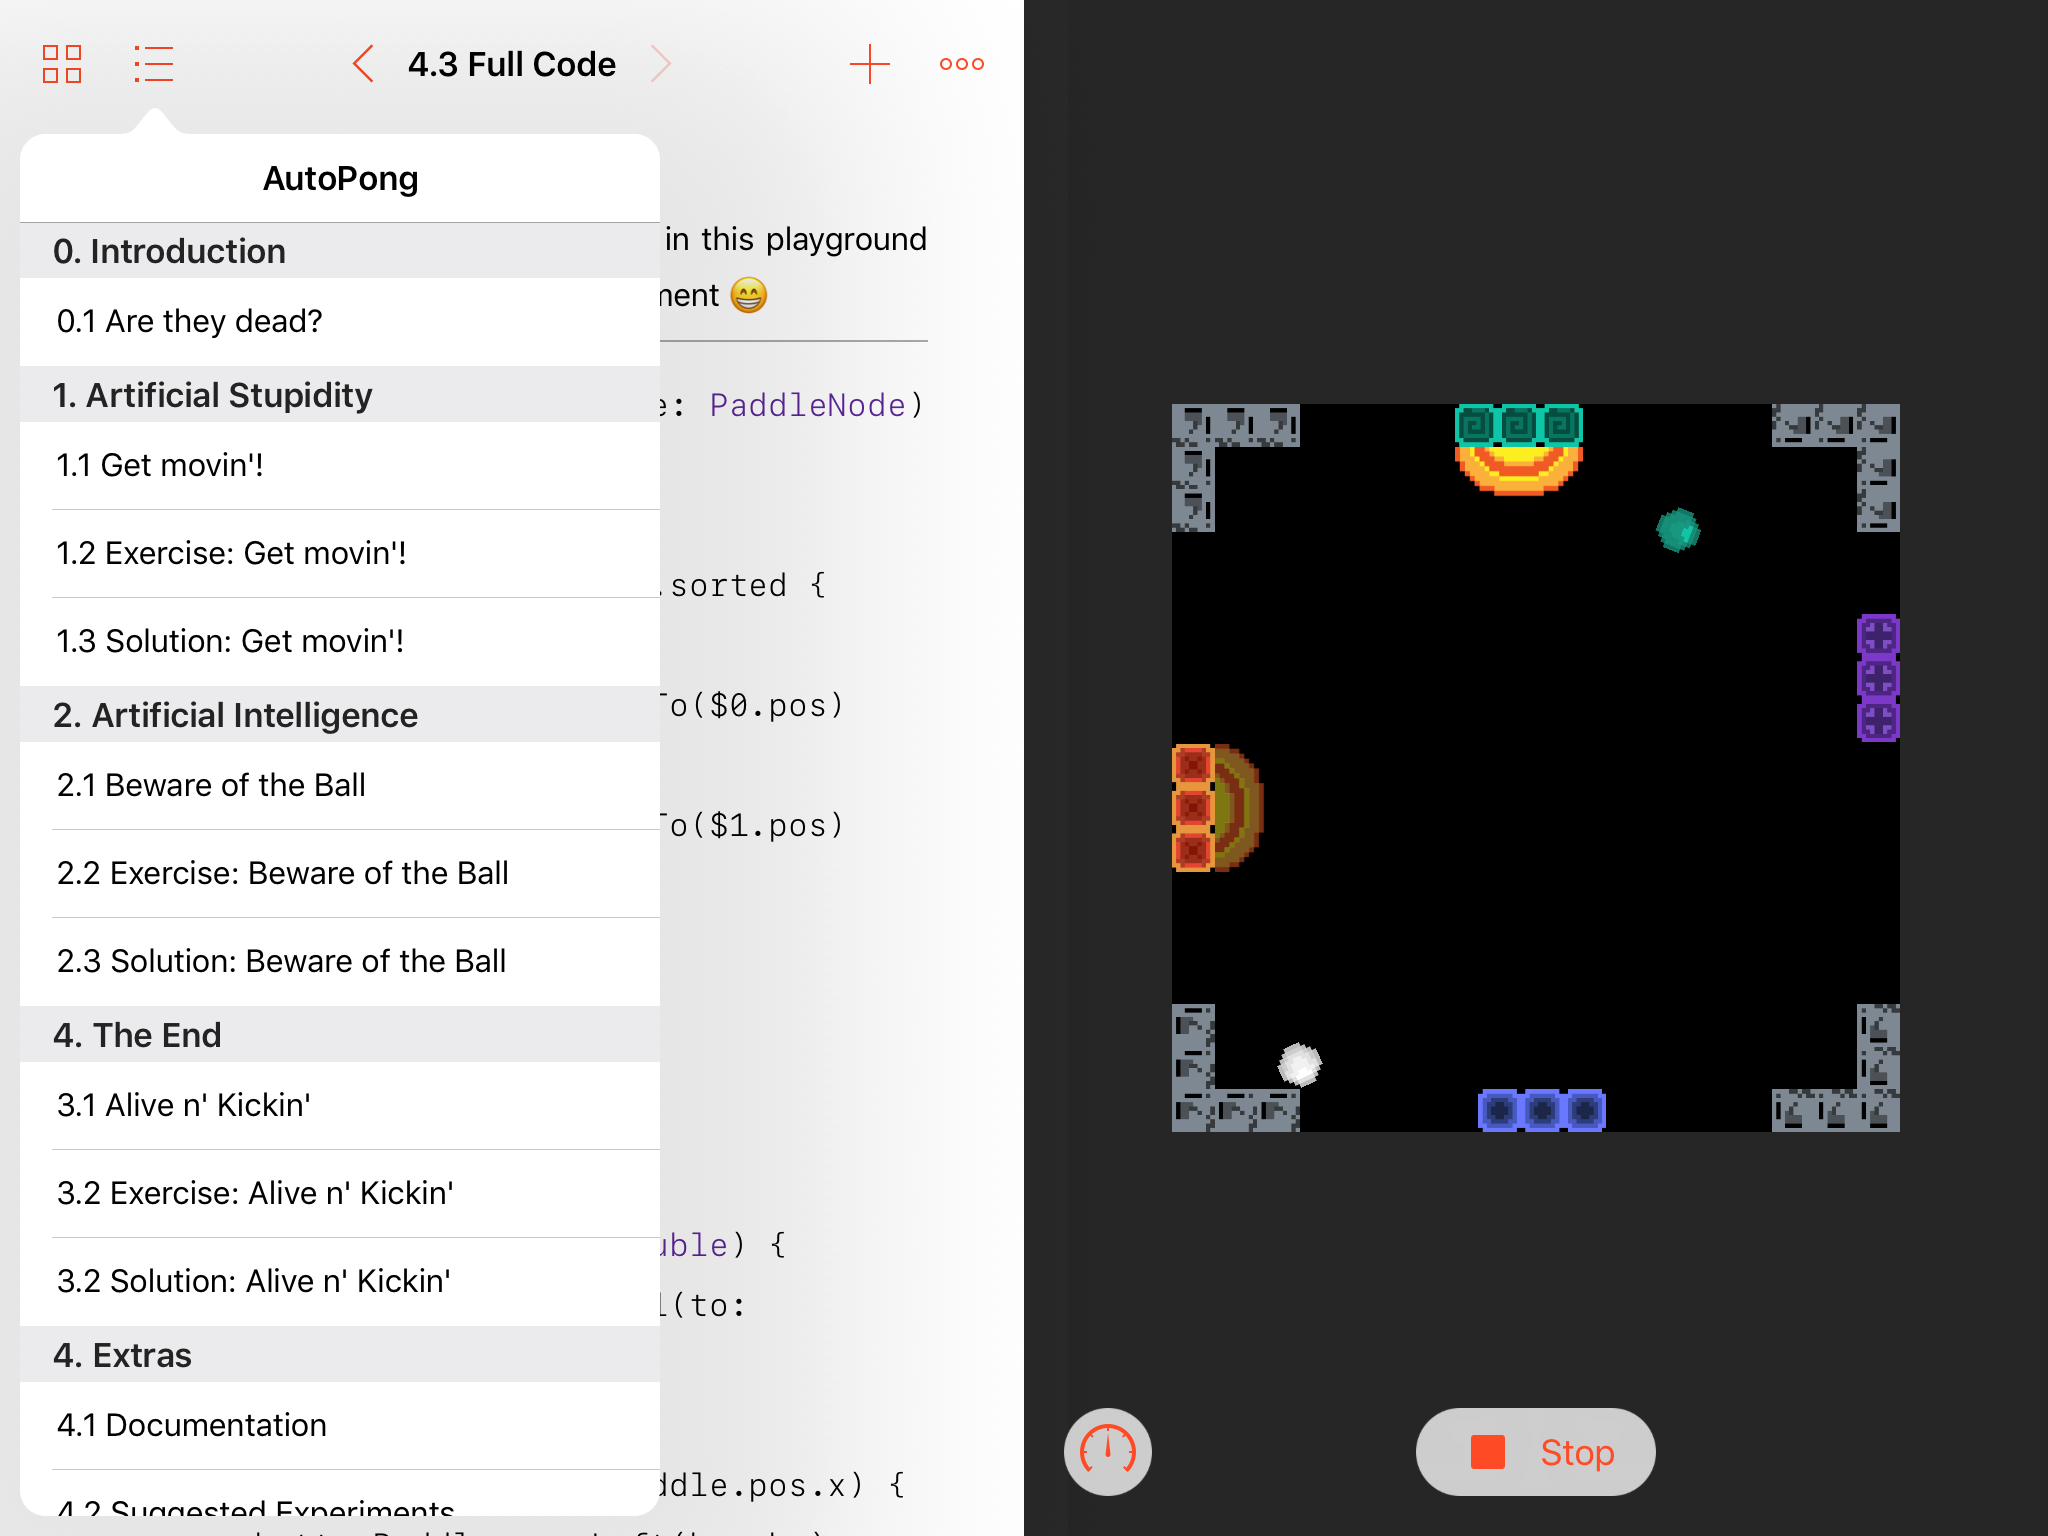 4.3 Full Code
AutoPong
0. Introduction
0.1 Are they dead?
1. Artificial Stupidity
1.1 Get movin'!
1.2 Exercise: Get movin'!
1.3 Solution: Get movin'!
2. Artificial Intelligence
2.1 Beware of the Ball
2.2 Exercise: Beware of the Ball
2.3 Solution: Beware of the Ball
4. The End
3.1 Alive n' Kickin'
3.2 Exercise: Alive n' Kickin'
3.2 Solution: Alive n' Kickin'
4. Extras
4.1 Documentation
4.2 Suggested Experiments
in this playground
ment 😁
e: PaddleNode)
.sorted {
To($0.pos)
To($1.pos)
uble) {
l(to:
ddle.pos.x) {
Stop